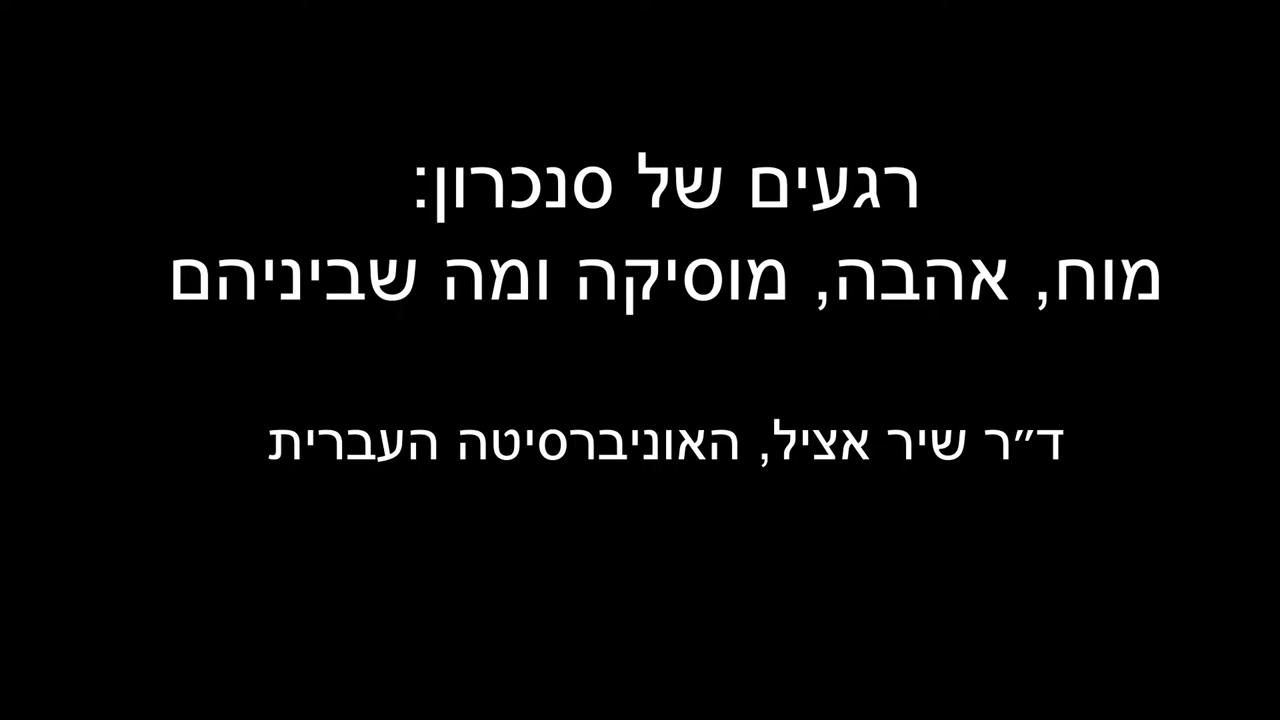 רגעים של סנכרון:
מוח, אהבה, מוסיקה ומה שביניהם
ד״ר שיר אציל, האוניברסיטה העברית